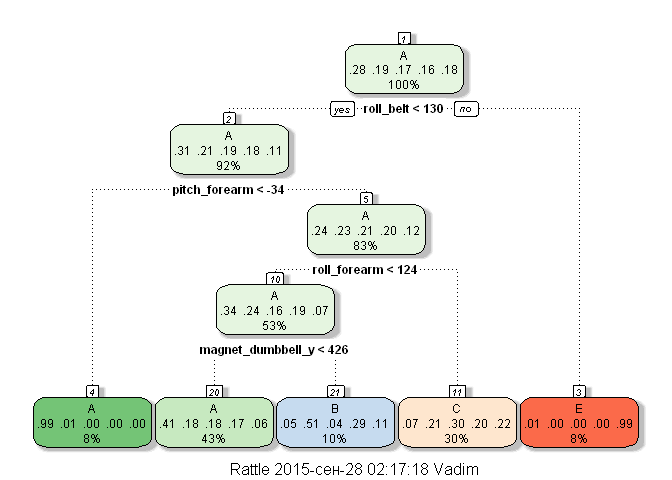 1
A
.28 .19 .17 .16 .18
100%
yes roll_belt < 130 no
2
A
.31 .21 .19 .18 .11
92%
pitch_forearm < -34
5
A
.24 .23 .21 .20 .12
83%
roll_forearm < 124
10
A
.34 .24 .16 .19 .07
53%
magnet_dumbbell_y < 426
4
A
.99 .01 .00 .00 .00
8%
20
A
.41 .18 .18 .17 .06
43%
21
B
.05 .51 .04 .29 .11
10%
11
C
.07 .21 .30 .20 .22
30%
3
E
.01 .00 .00 .00 .99
8%
Rattle 2015-сен-28 02:17:18 Vadim